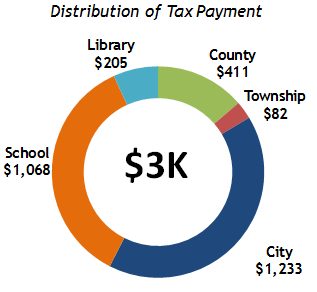 Distribution of Tax Payment
Library
$205
County
$411
Township
$82
School
$1,068
$3K
City
$1,233